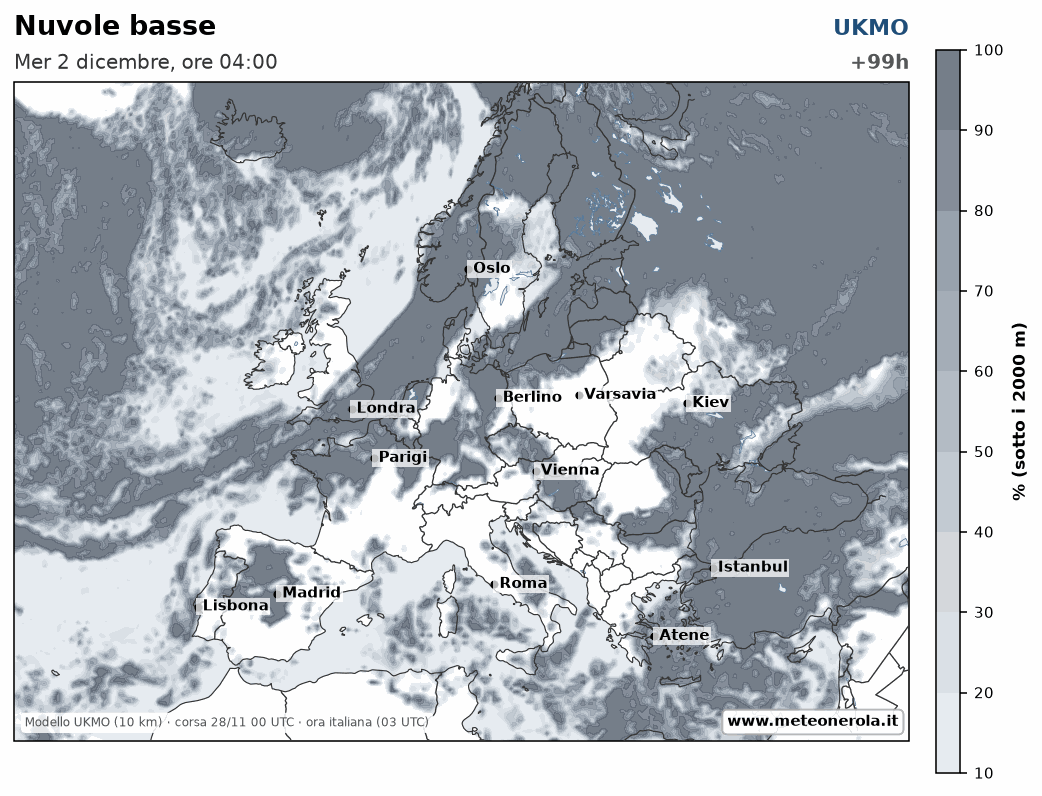 Nuvole basse
UKMO
Mer 2 dicembre, ore 04:00
+99h
100
90
80
70
60
50
40
30
20
10
% (sotto i 2000 m)
Oslo
Berlino
Varsavia
Kiev
Londra
Parigi
Vienna
Istanbul
Roma
Madrid
Lisbona
Atene
Modello UKMO (10 km) · corsa 28/11 00 UTC · ora italiana (03 UTC)
www.meteonerola.it